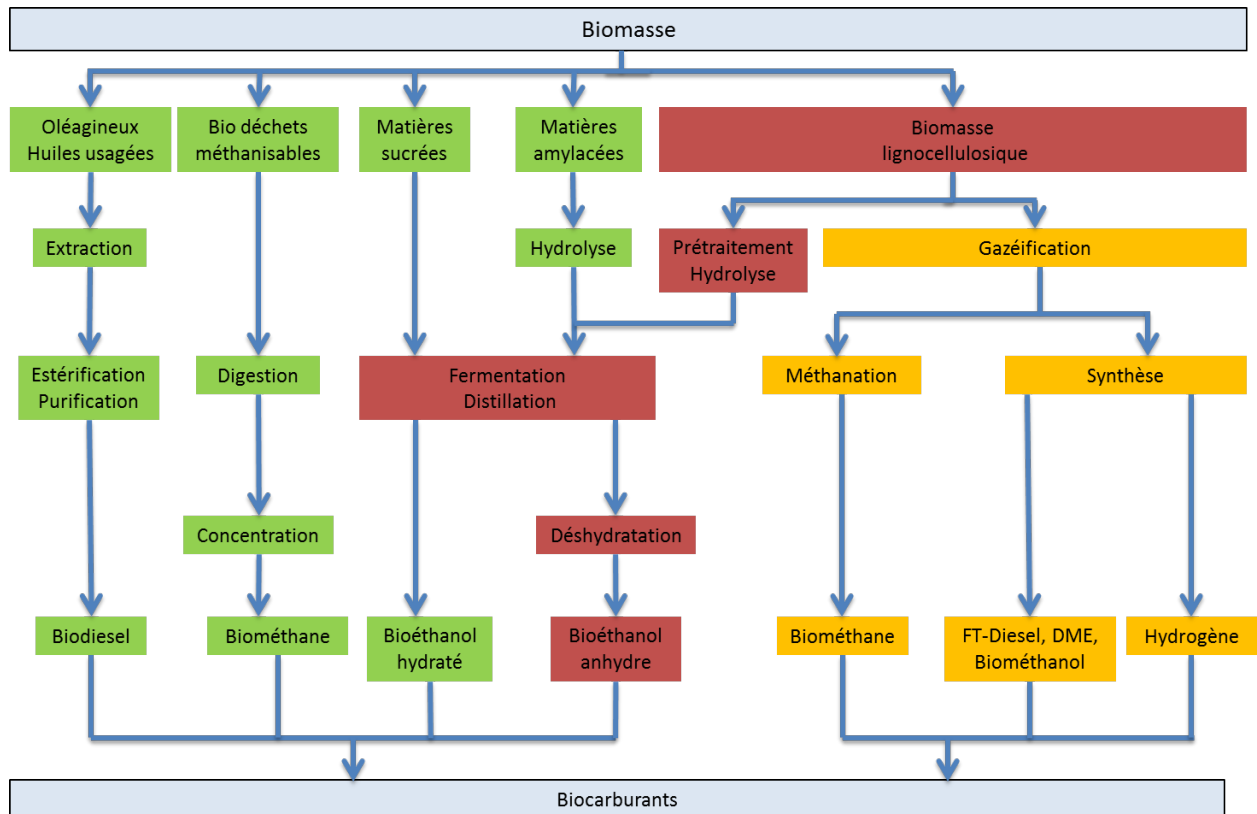 Biomasse
Oléagineux
Huiles usagées
Bio déchets
méthanisables
Matières
sucrées
Matières
amylacées
Biomasse
lignocellulosique
Extraction
Hydrolyse
Prétraitement
Hydrolyse
Gazéification
Estérification
Purification
Digestion
Fermentation
Distillation
Méthanation
Synthèse
Concentration
Déshydratation
Biodiesel
Biométhane
Bioéthanol
hydraté
Bioéthanol
anhydre
Biométhane
FT-Diesel, DME,
Biométhanol
Hydrogène
Biocarburants